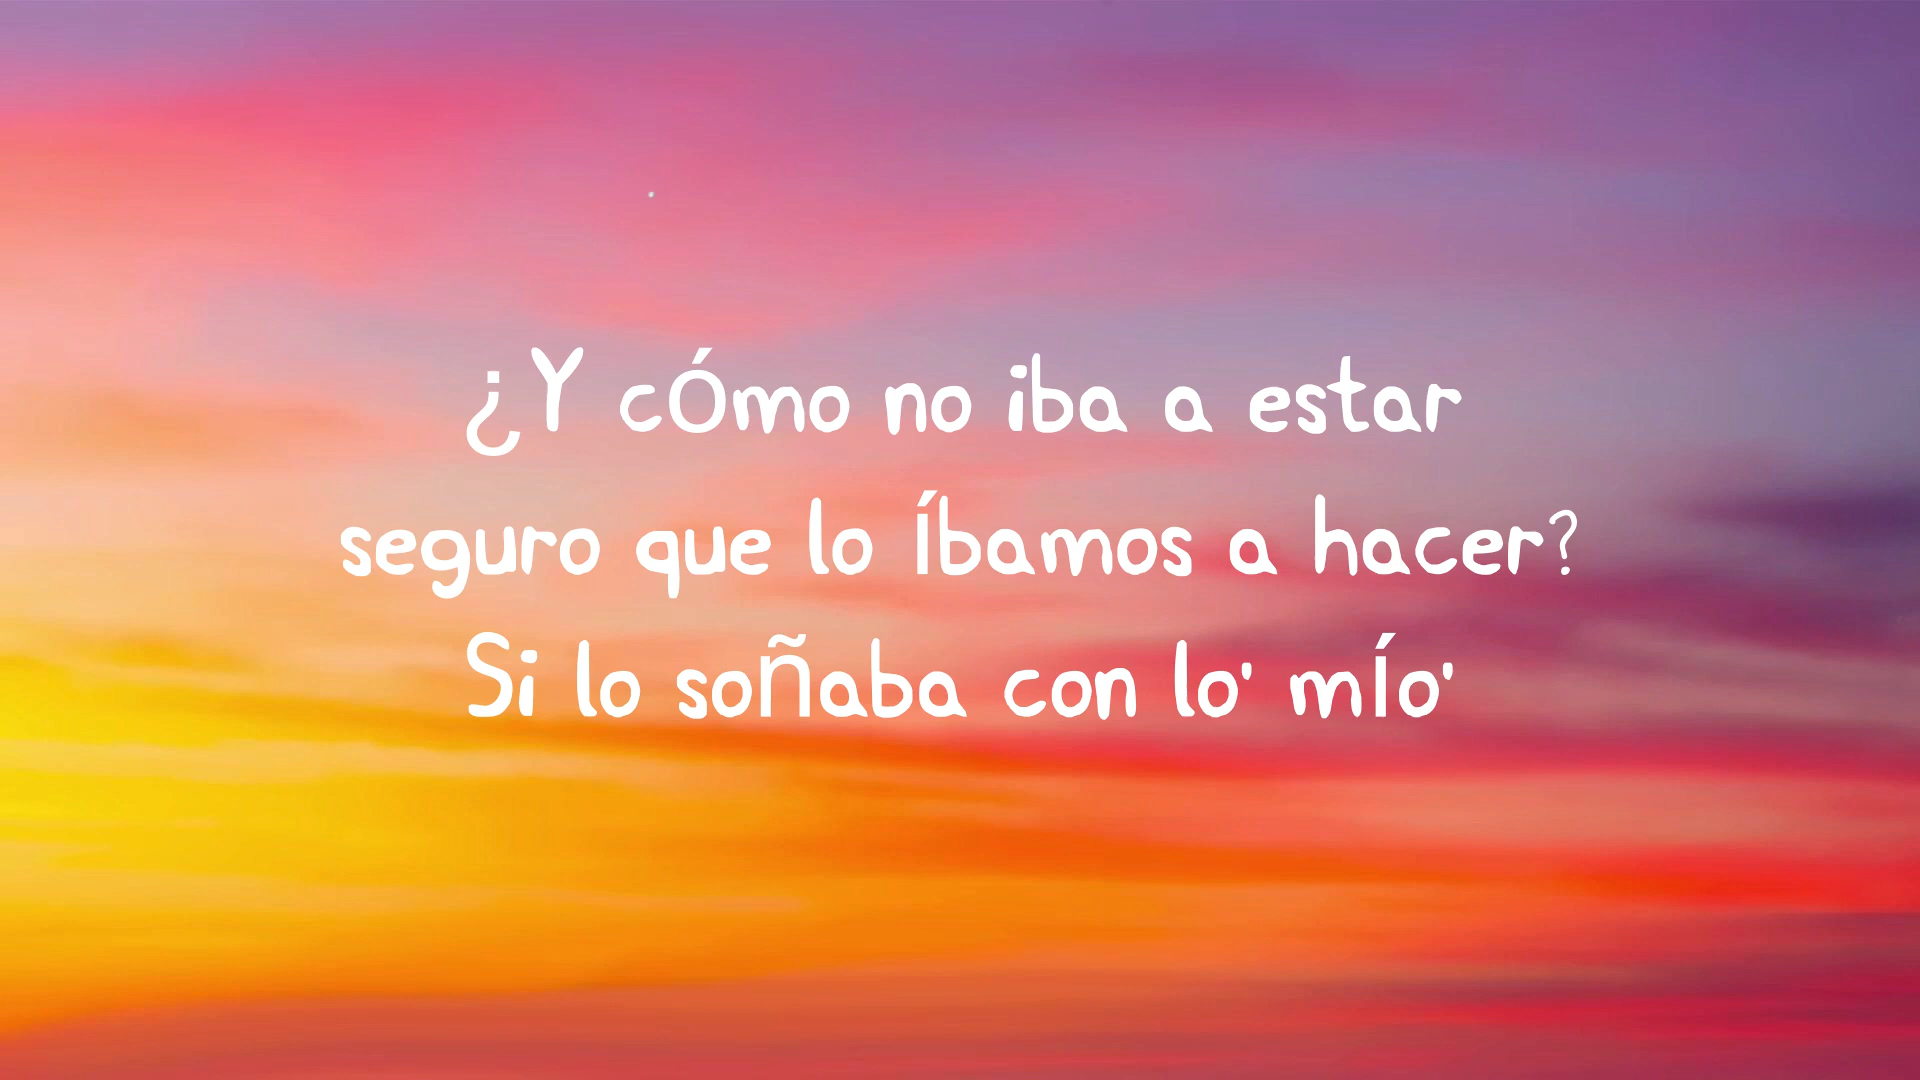 ¿Y cómo no iba a estar
seguro que lo íbamos a hacer?
Si lo soñaba con lo' mío'